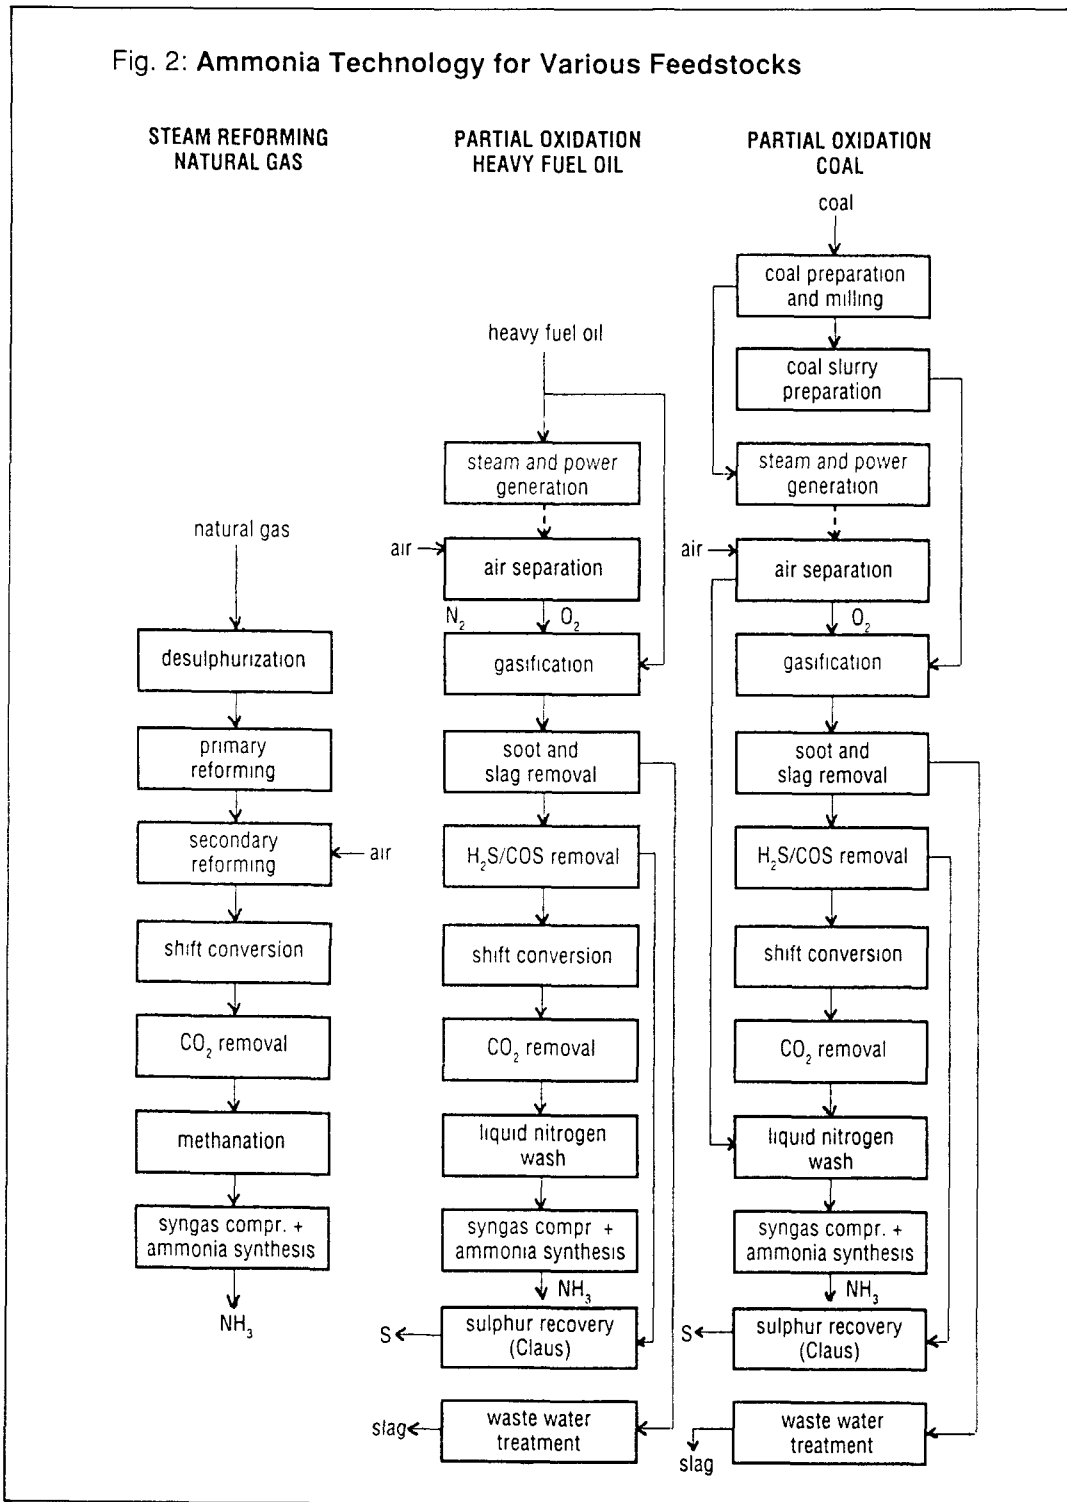 Fig. 2: Ammonia Technology for Various Feedstocks
STEAM REFORMING
NATURAL GAS
natural gas
desulphurization
primary
reforming
secondary
reforming
air
shift conversion
CO₂ removal
methanation
syngas compr. +
ammonia synthesis
NH₃
PARTIAL OXIDATION
HEAVY FUEL OIL
heavy fuel oil
steam and power
generation
air
air separation
N₂
O₂
gasification
soot and
slag removal
H₂S/COS removal
shift conversion
CO₂ removal
liquid nitrogen
wash
syngas compr +
ammonia synthesis
NH₃
S
sulphur recovery
(Claus)
slag
waste water
treatment
PARTIAL OXIDATION
COAL
coal
coal preparation
and milling
coal slurry
preparation
steam and power
generation
air
air separation
O₂
gasification
soot and
slag removal
H₂S/COS removal
shift conversion
CO₂ removal
liquid nitrogen
wash
syngas compr. +
ammonia synthesis
NH₃
S
sulphur recovery
(Claus)
waste water
treatment
slag